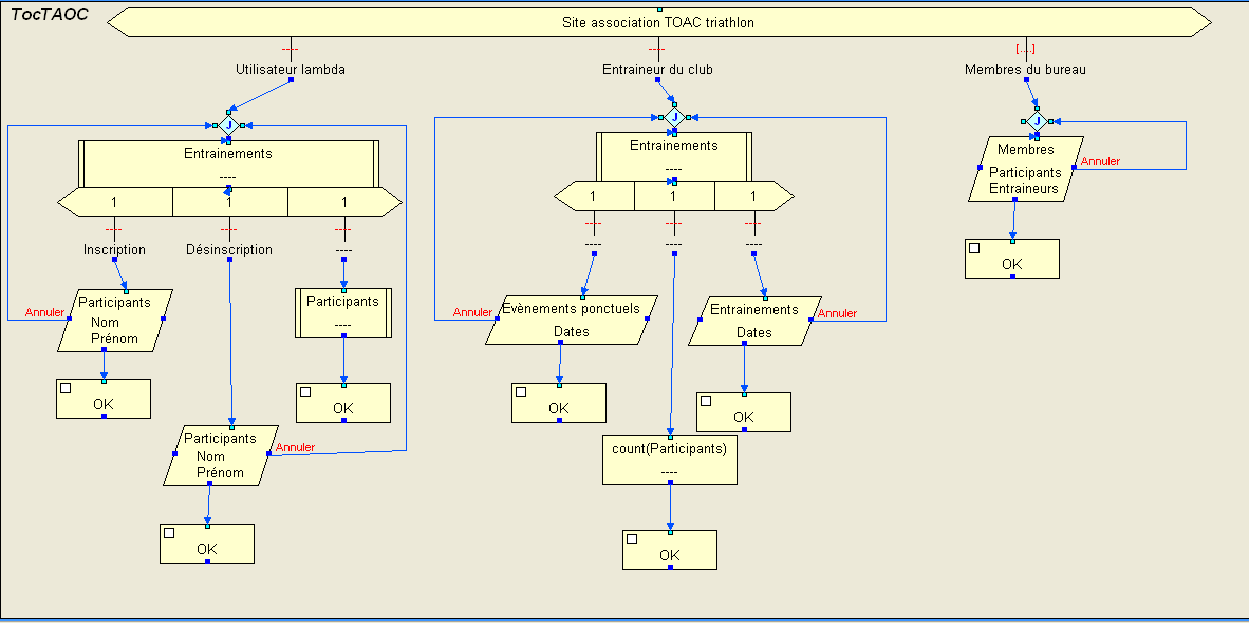 TocTAOC
Site association TOAC triathlon
----
----
[...]
Utilisateur lambda
Entraineur du club
Membres du bureau
J
Entrainements
----
1
1
1
----
----
----
Inscription
Désinscription
----
Annuler
Participants
Nom
Prénom
OK
Participants
Nom
Prénom
Annuler
OK
Participants
----
OK
J
Entrainements
----
1
1
1
----
----
----
----
----
----
Annuler
Evènements ponctuels
Dates
OK
count(Participants)
----
OK
Entrainements
Dates
Annuler
OK
J
Membres
Participants
Entraineurs
Annuler
OK